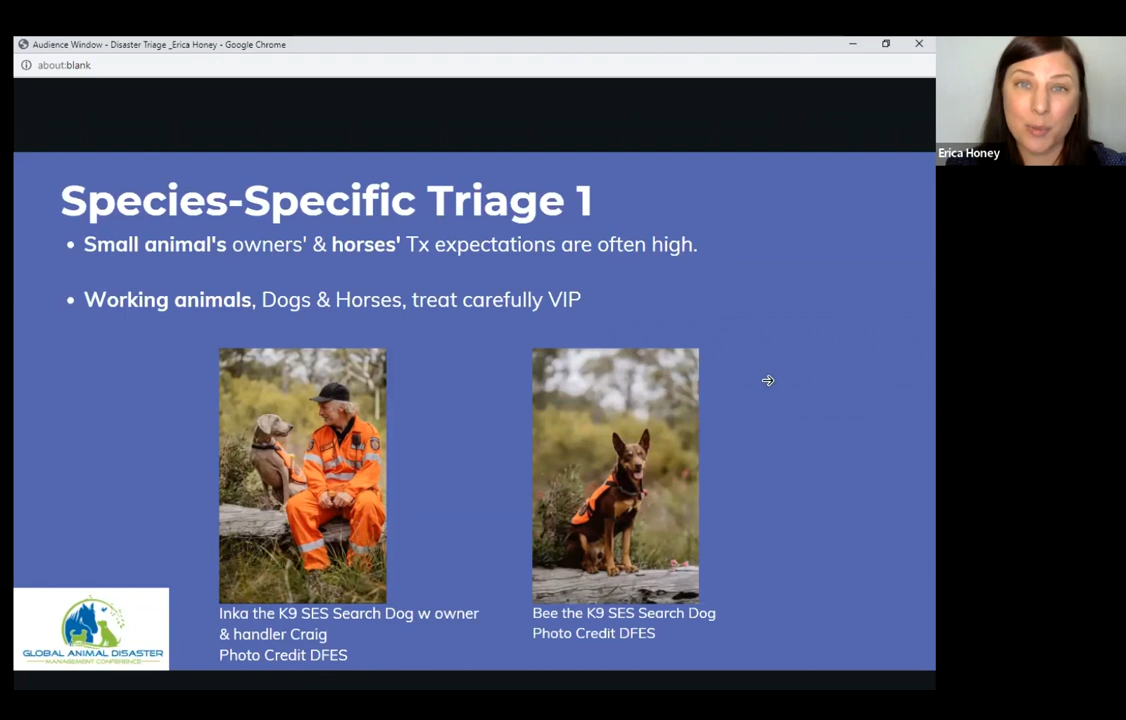 Audience Window - Disaster Triage _Erica Honey - Google Chrome
about:blank
Erica Honey
Species-Specific Triage 1
• Small animal's owners' & horses' Tx expectations are often high.
• Working animals, Dogs & Horses, treat carefully VIP
Inka the K9 SES Search Dog w owner
& handler Craig
Photo Credit DFES
Bee the K9 SES Search Dog
Photo Credit DFES
GLOBAL ANIMAL DISASTER
MANAGEMENT CONFERENCE